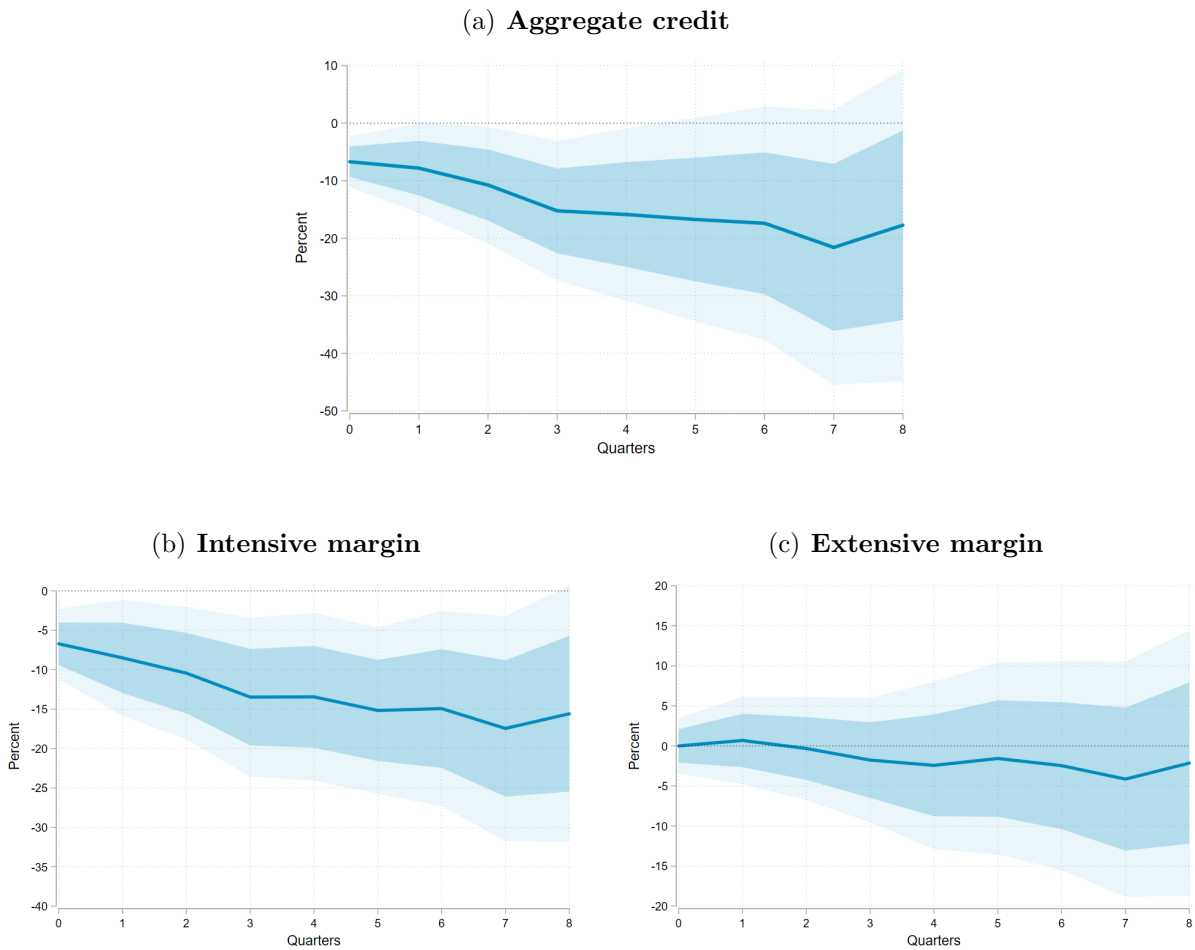 (a) Aggregate credit
10
0
-10
-20
-30
-40
-50
Percent
0 1 2 3 4 5 6 7 8
Quarters
(b) Intensive margin
0
-5
-10
-15
-20
-25
-30
-35
-40
Percent
0 1 2 3 4 5 6 7 8
Quarters
(c) Extensive margin
20
15
10
5
0
-5
-10
-15
-20
Percent
0 1 2 3 4 5 6 7 8
Quarters